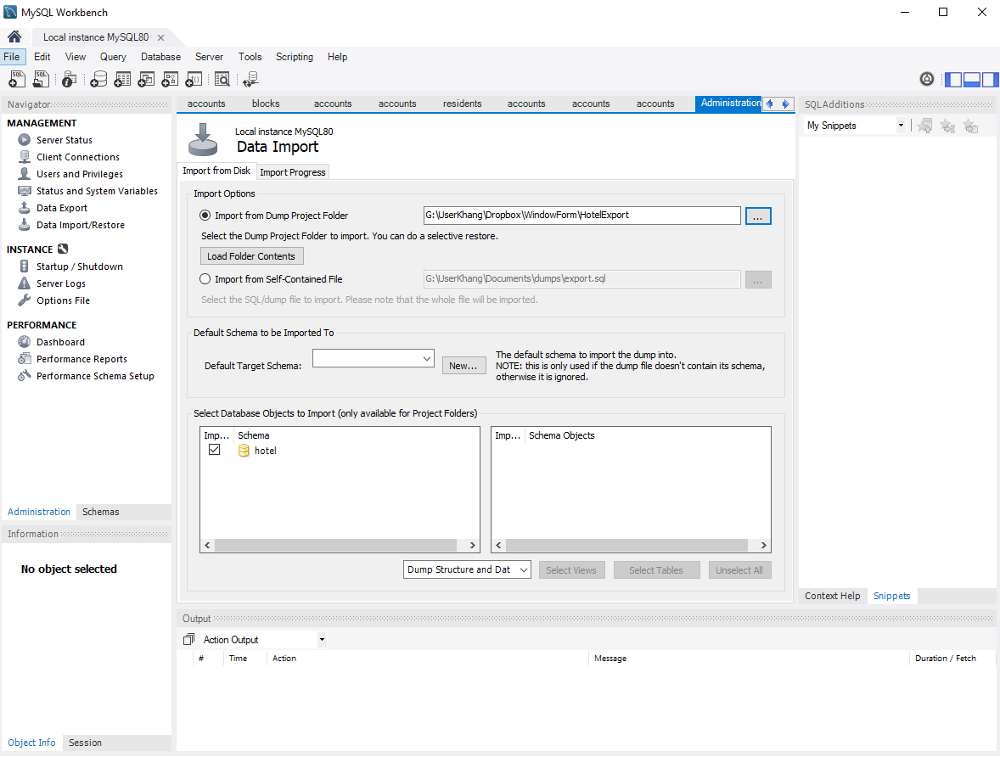 MySQL Workbench
Local instance MySQL80
File Edit View Query Database Server Tools Scripting Help
Navigator
MANAGEMENT
Server Status
Client Connections
Users and Privileges
Status and System Variables
Data Export
Data Import/Restore
INSTANCE
Startup / Shutdown
Server Logs
Options File
PERFORMANCE
Dashboard
Performance Reports
Performance Schema Setup
Administration Schemas
Information
No object selected
Object Info Session
accounts blocks accounts accounts residents accounts accounts accounts Administration
Local instance MySQL80
Data Import
Import from Disk Import Progress
Import Options
Import from Dump Project Folder G:\UserKhang\Dropbox\WindowForm\HotelExport ...
Select the Dump Project Folder to import. You can do a selective restore.
Load Folder Contents
Import from Self-Contained File G:\UserKhang\Documents\dumps\export.sql ...
Select the SQL/dump file to import. Please note that the whole file will be imported.
Default Schema to be Imported To
Default Target Schema: New...
The default schema to import the dump into.
NOTE: this is only used if the dump file doesn't contain its schema,
otherwise it is ignored.
Select Database Objects to Import (only available for Project Folders)
Imp... Schema
hotel
Imp... Schema Objects
Dump Structure and Dat Select Views Select Tables Unselect All
SQLAdditions
My Snippets
Context Help Snippets
Output
Action Output
# Time Action Message Duration / Fetch